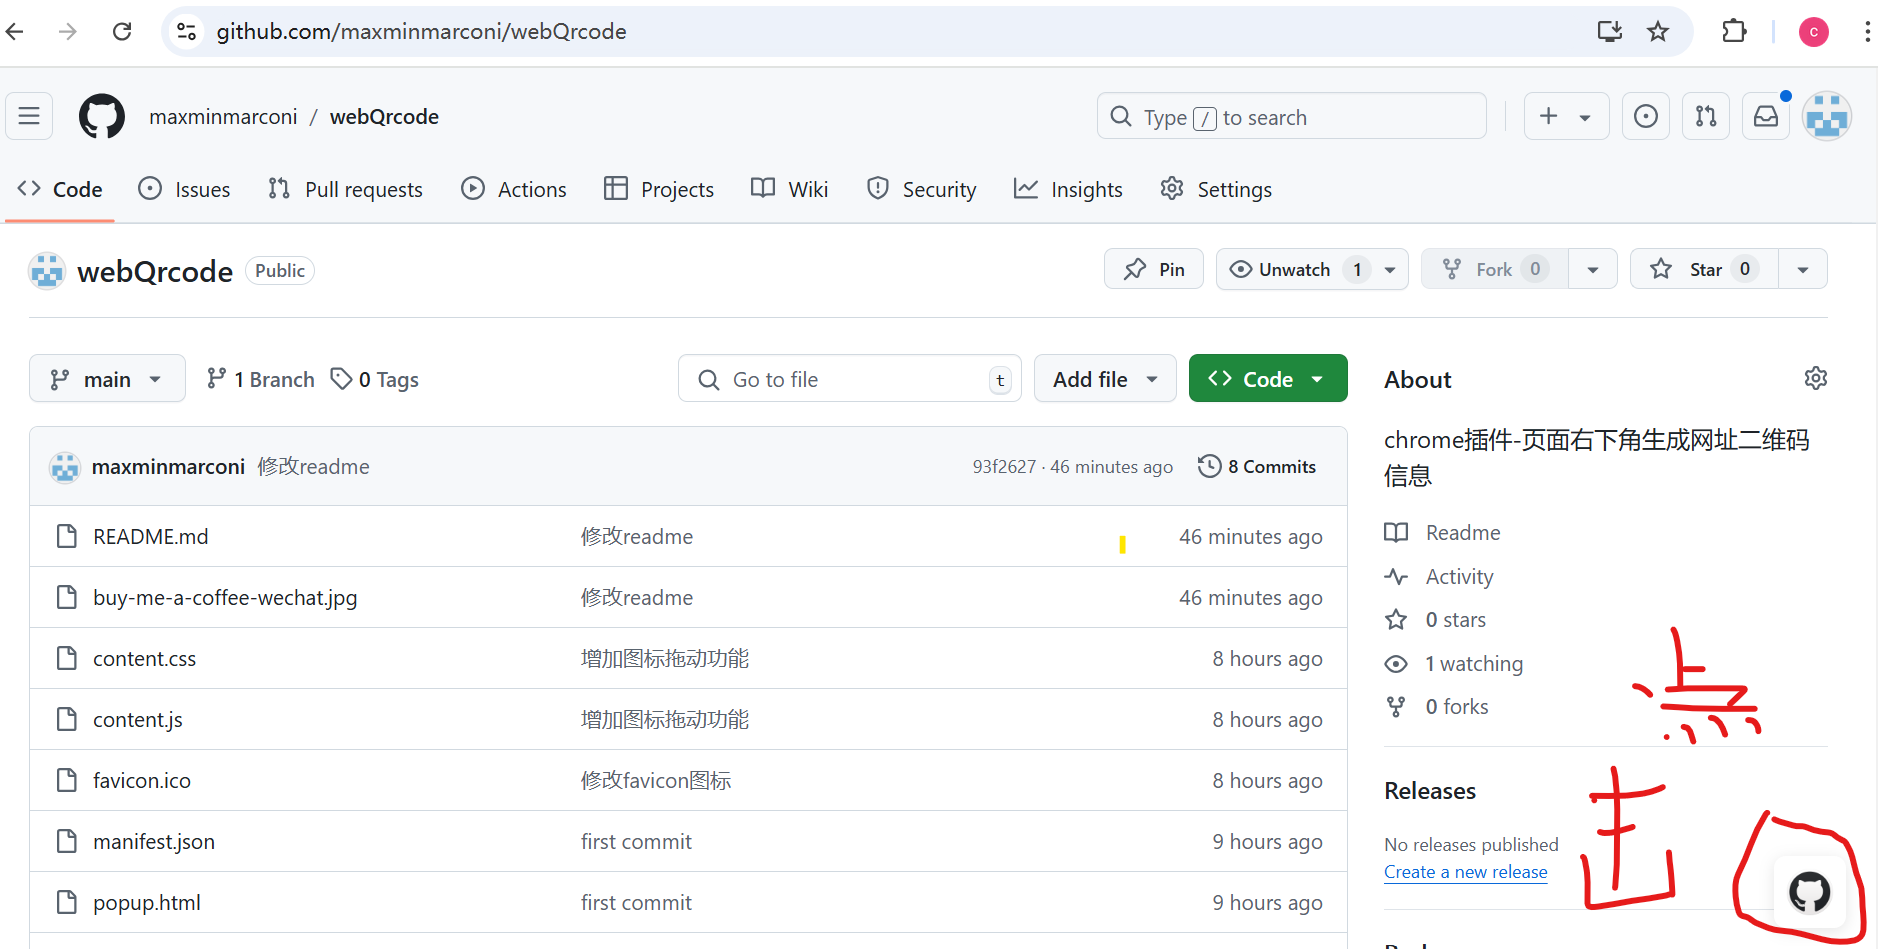 github.com/maxminmarconi/webQrcode
C
maxminmarconi / webQrcode
Type / to search
Code
Issues
Pull requests
Actions
Projects
Wiki
Security
Insights
Settings
webQrcode Public
Pin
Unwatch 1
Fork 0
Star 0
main
1 Branch
0 Tags
Go to file t
Add file
Code
maxminmarconi 修改readme 93f2627 · 46 minutes ago 8 Commits
README.md 修改readme 46 minutes ago
buy-me-a-coffee-wechat.jpg 修改readme 46 minutes ago
content.css 增加图标拖动功能 8 hours ago
content.js 增加图标拖动功能 8 hours ago
favicon.ico 修改favicon图标 8 hours ago
manifest.json first commit 9 hours ago
popup.html first commit 9 hours ago
About
chrome插件-页面右下角生成网址二维码
信息
Readme
Activity
0 stars
1 watching
0 forks
Releases
No releases published
Create a new release
点
击